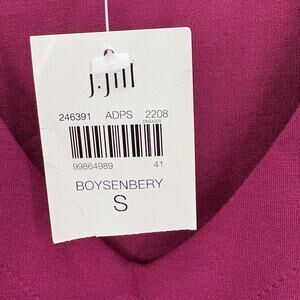 J.Jill
246391 ADPS 2208
99864989 41
BOYSENBERY
S